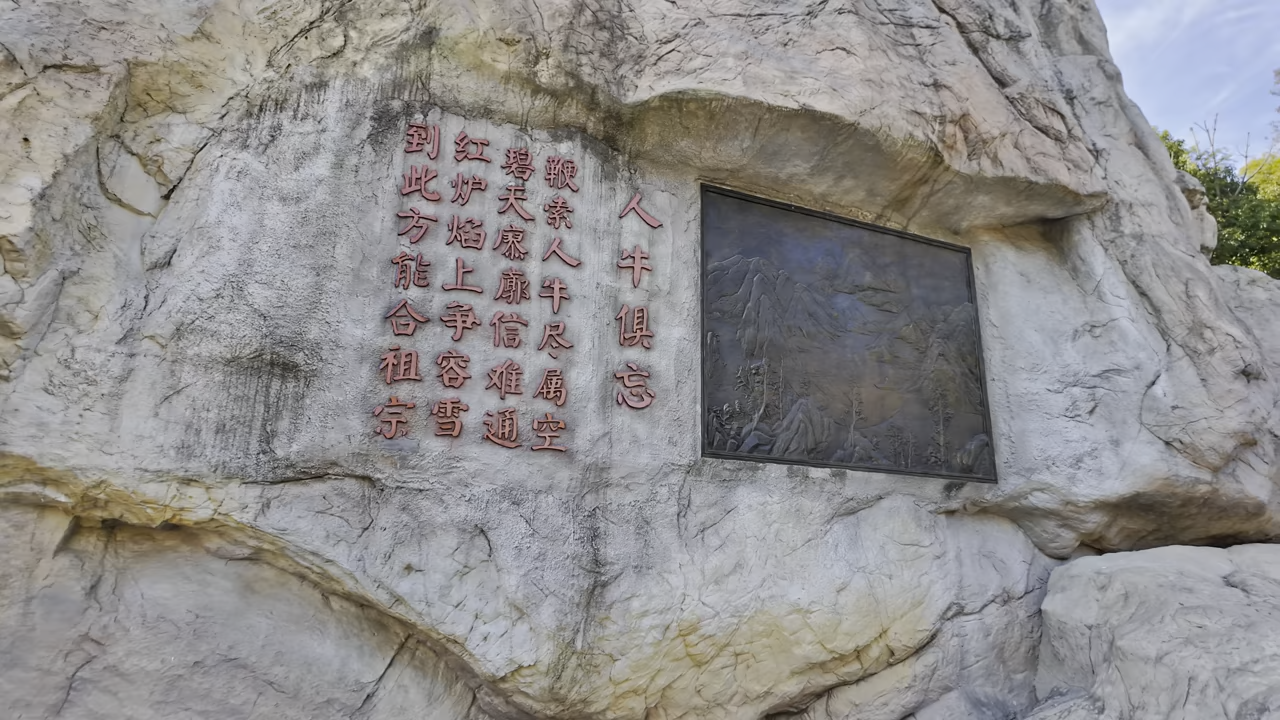 人牛俱忘
鞭索人牛尽属空
碧天寥廓信难通
红炉焰上争容雪
到此方能合祖宗